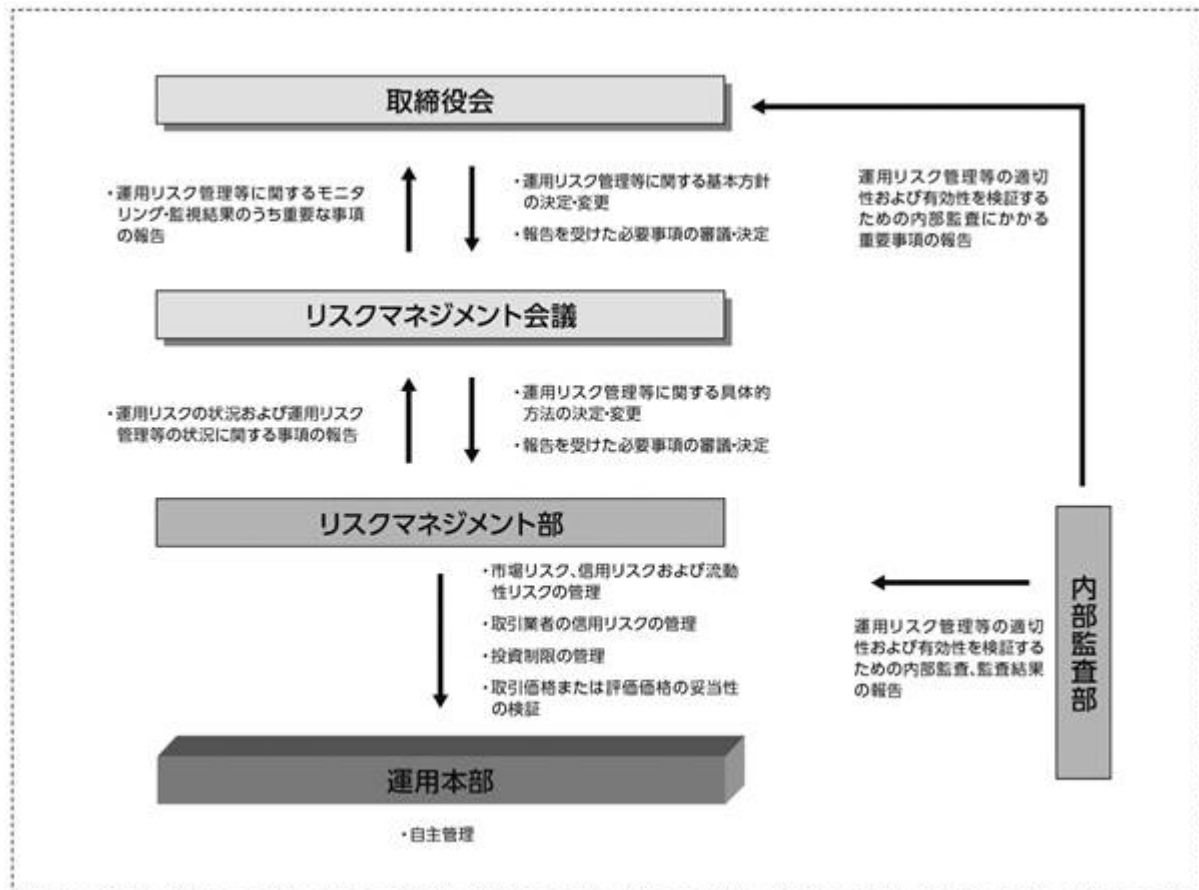 取締役会
・運用リスク管理等に関するモニタ
リング・監視結果のうち重要な事項
の報告
・運用リスク管理等に関する基本方針
の決定・変更
・報告を受けた必要事項の審議・決定
運用リスク管理等の適切
性および有効性を検証す
るための内部監査にかかる
重要事項の報告
リスクマネジメント会議
・運用リスクの状況および運用リスク
管理等の状況に関する事項の報告
・運用リスク管理等に関する具体的
方法の決定・変更
・報告を受けた必要事項の審議・決定
リスクマネジメント部
・市場リスク、信用リスクおよび流動
性リスクの管理
・取引業者の信用リスクの管理
・投資制限の管理
・取引価格または評価価格の妥当性
の検証
運用リスク管理等の適切
性および有効性を検証する
ための内部監査、監査結果
の報告
内部監査部
運用本部
・自主管理